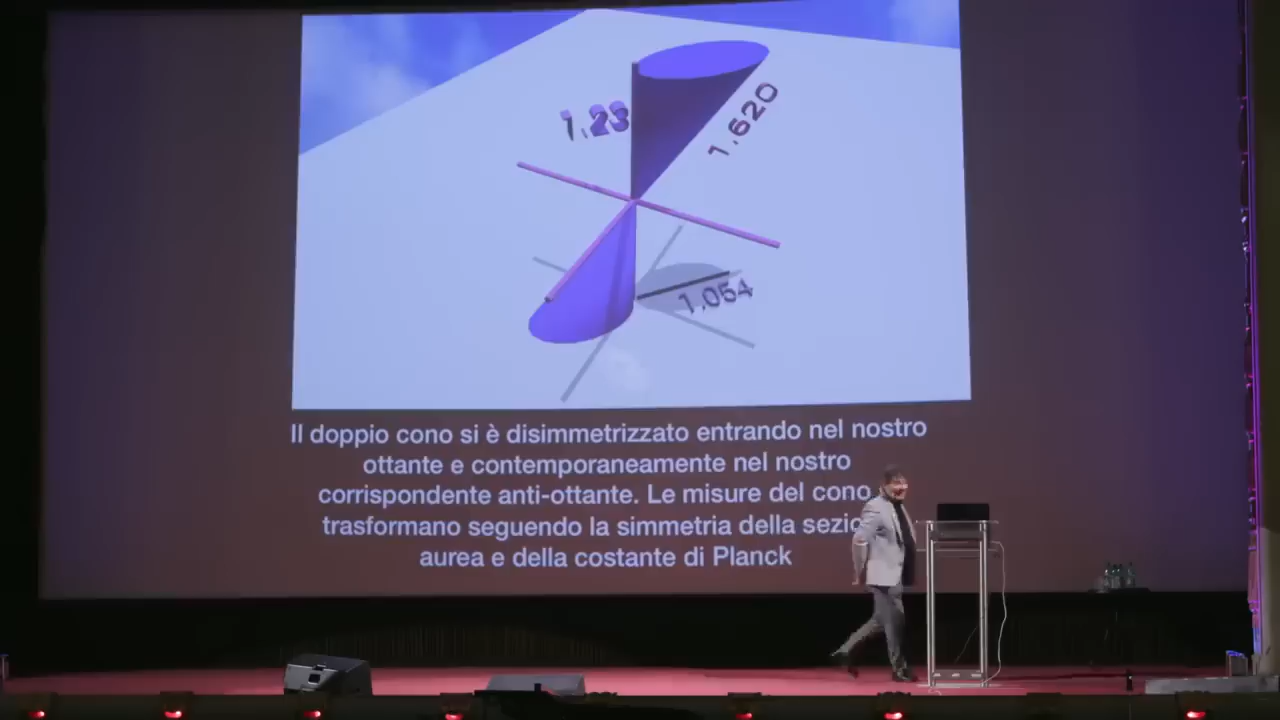 1.23
1.620
1.054
Il doppio cono si è disimmetrizzato entrando nel nostro
ottante e contemporaneamente nel nostro
corrispondente anti-ottante. Le misure del cono
trasformano seguendo la simmetria della
aurea e della costante di Planck